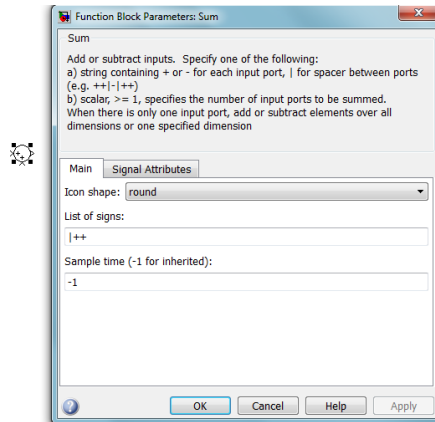 Function Block Parameters: Sum
Sum
Add or subtract inputs. Specify one of the following:
a) string containing + or - for each input port, | for spacer between ports
(e.g. ++|-|++)
b) scalar, >= 1, specifies the number of input ports to be summed.
When there is only one input port, add or subtract elements over all
dimensions or one specified dimension
Main Signal Attributes
Icon shape: round
List of signs:
|++
Sample time (-1 for inherited):
-1
OK Cancel Help Apply